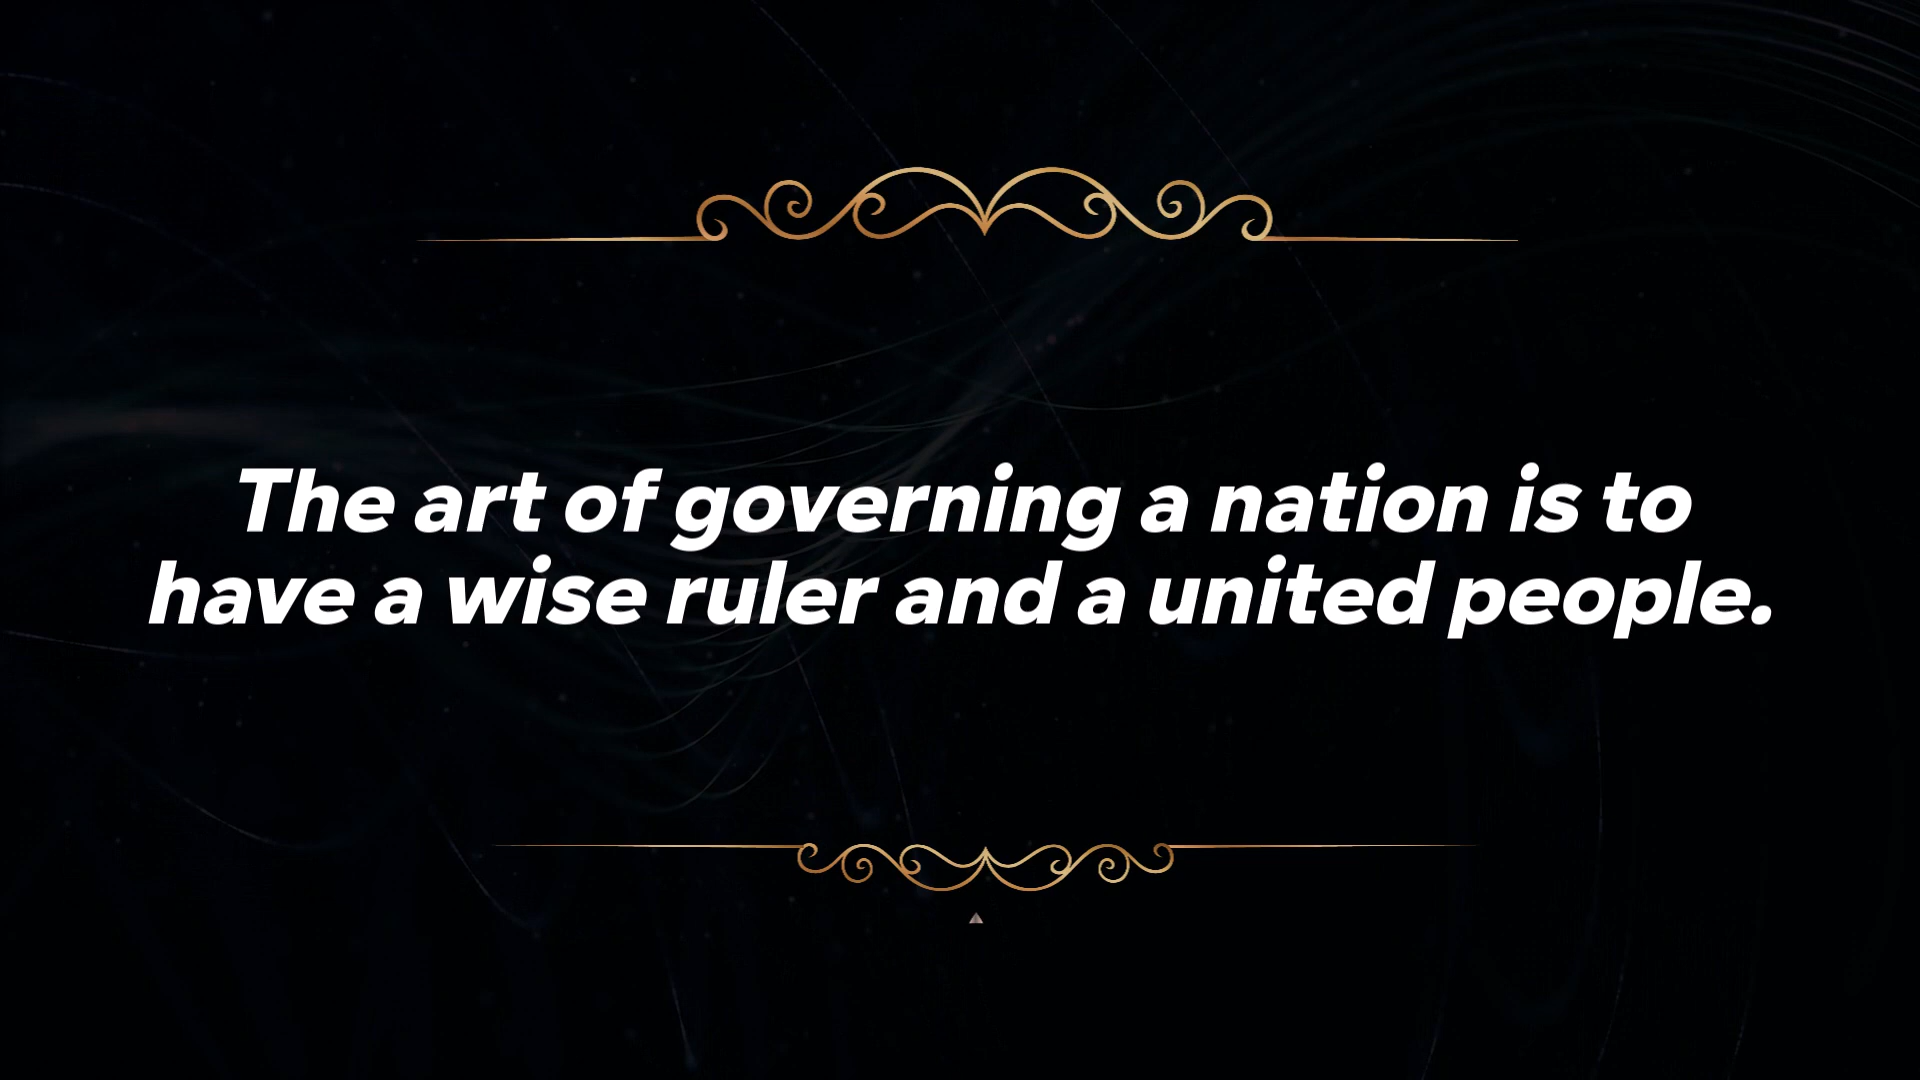 The art of governing a nation is to
have a wise ruler and a united people.